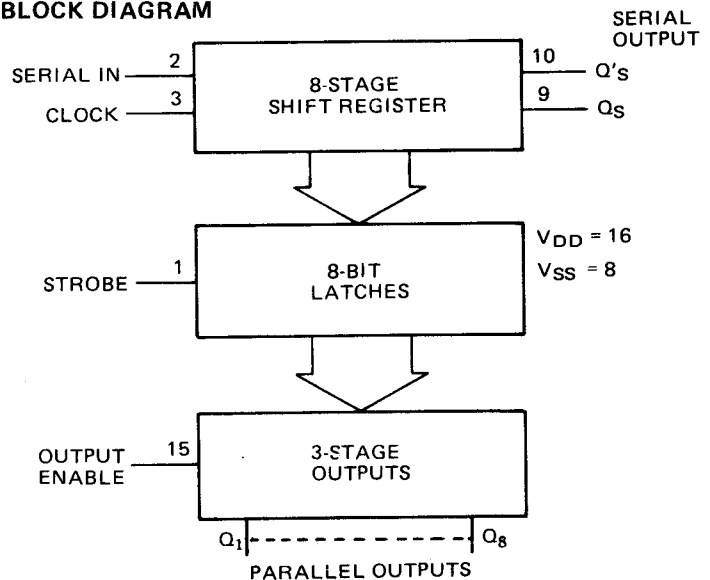 BLOCK DIAGRAM
SERIAL
OUTPUT
SERIAL IN
2
CLOCK
3
8-STAGE
SHIFT REGISTER
10
Q'S
9
QS
STROBE
1
8-BIT
LATCHES
VDD = 16
VSS = 8
OUTPUT
ENABLE
15
3-STAGE
OUTPUTS
Q1
Q8
PARALLEL OUTPUTS